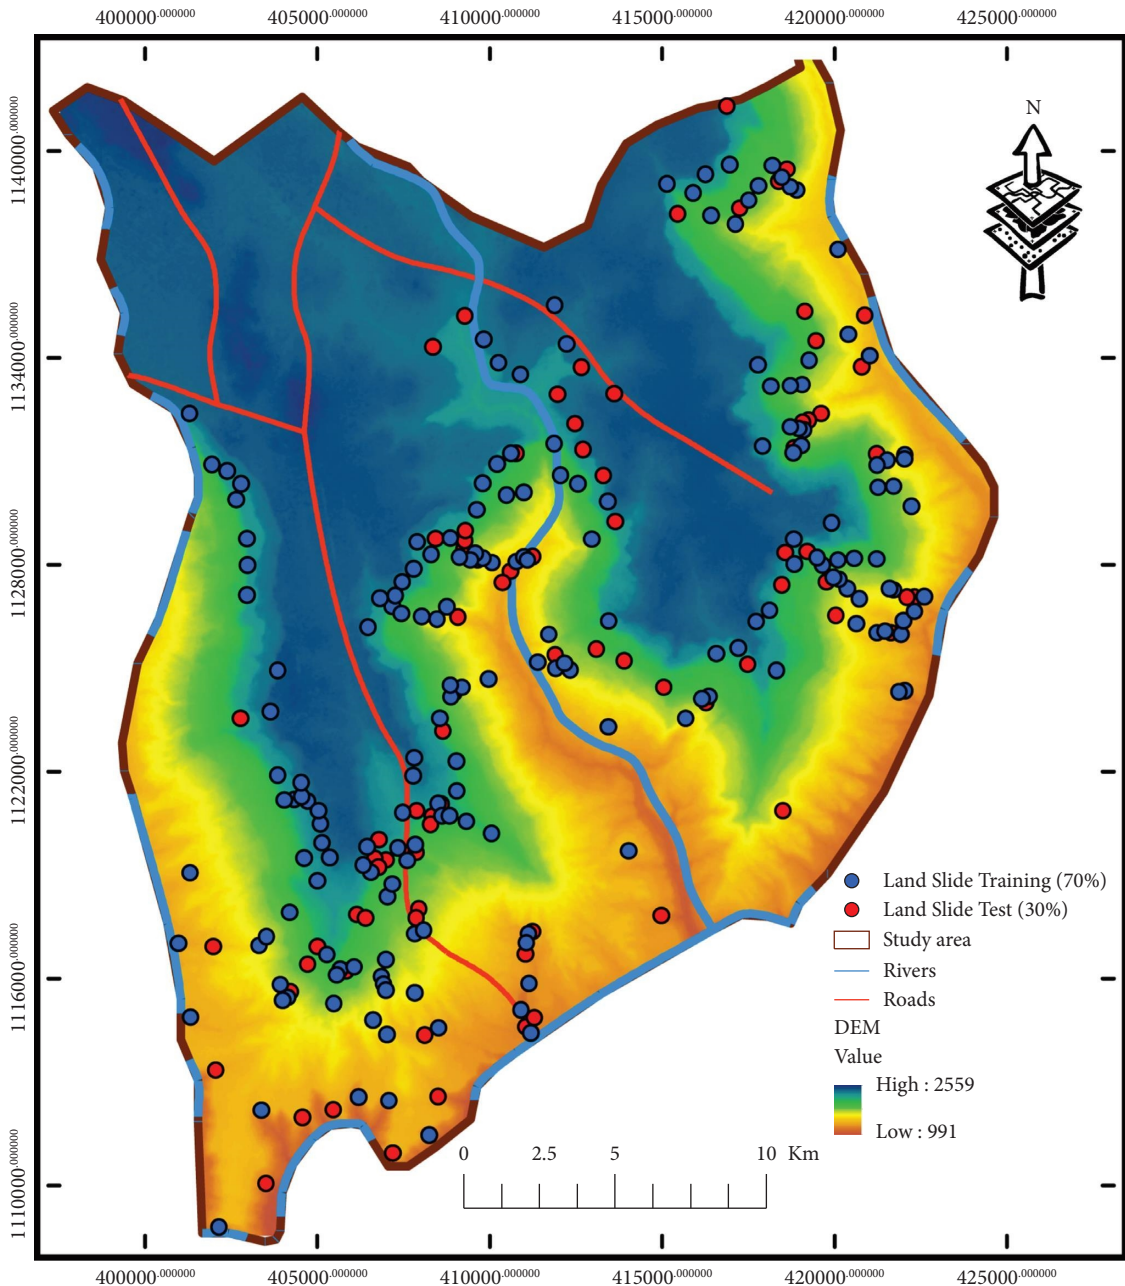 400000.000000 405000.000000 410000.000000 415000.000000 420000.000000 425000.000000
1140000.000000
1134000.000000
1128000.000000
1122000.000000
1116000.000000
1110000.000000
N
Land Slide Training (70%)
Land Slide Test (30%)
Study area
Rivers
Roads
DEM
Value
High : 2559
Low : 991
0 2.5 5 10 Km
400000.000000 405000.000000 410000.000000 415000.000000 420000.000000 425000.000000